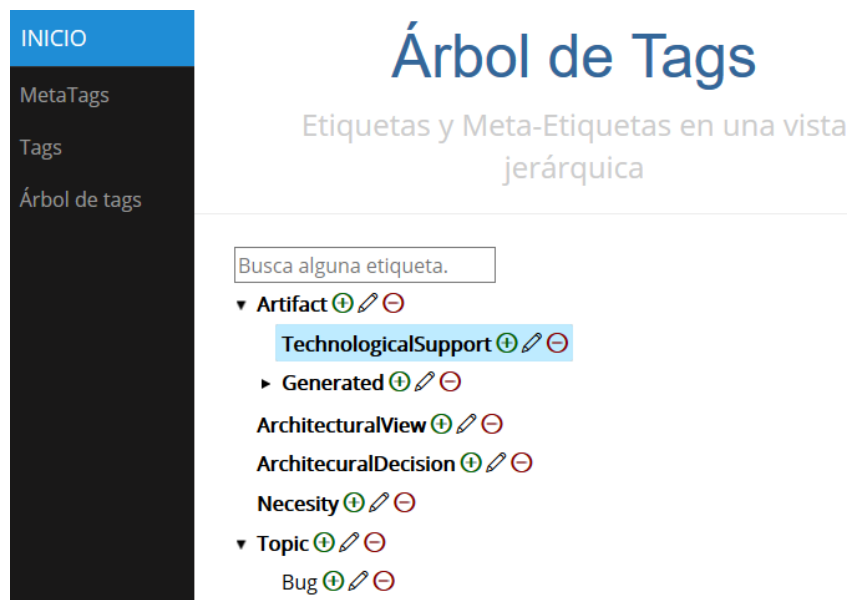 INICIO
MetaTags
Tags
Árbol de tags
Árbol de Tags
Etiquetas y Meta-Etiquetas en una vista
jerárquica
Busca alguna etiqueta.
Artifact
TechnologicalSupport
Generated
ArchitecturalView
ArchitecuralDecision
Necesity
Topic
Bug